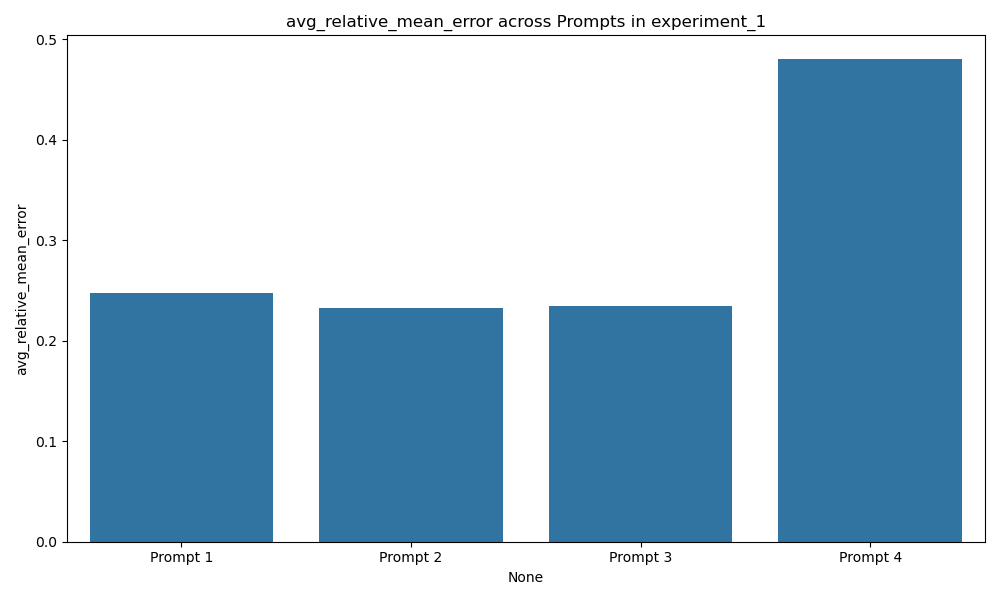 avg_relative_mean_error across Prompts in experiment_1
avg_relative_mean_error
0.5
0.4
0.3
0.2
0.1
0.0
Prompt 1
Prompt 2
Prompt 3
Prompt 4
None